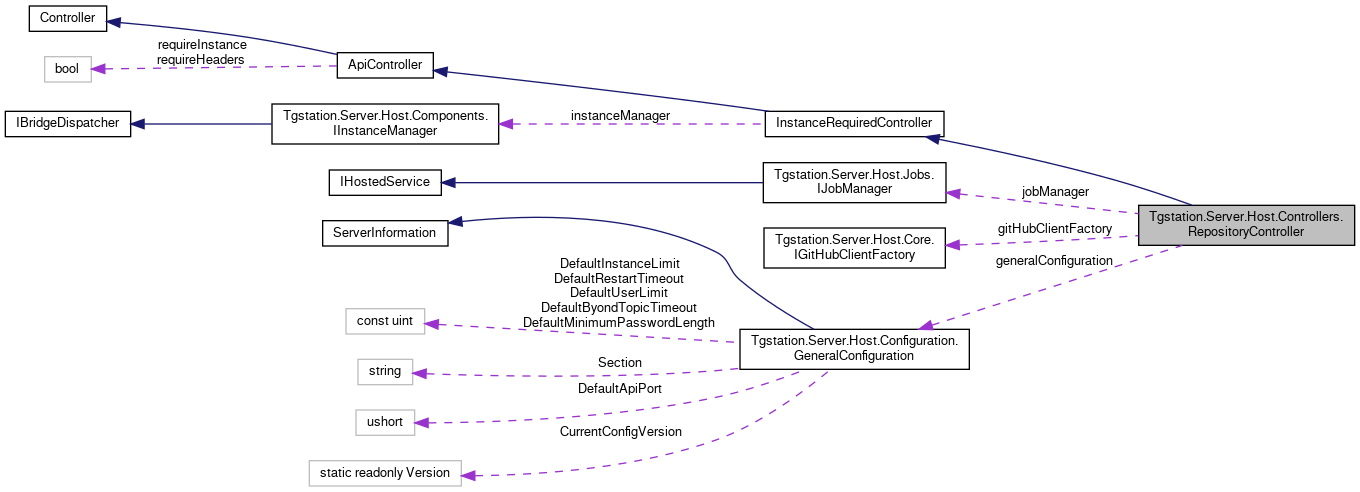 Controller
requireInstance
requireHeaders
bool
ApiController
IBridgeDispatcher
Tgstation.Server.Host.Components.
IInstanceManager
instanceManager
InstanceRequiredController
IHostedService
Tgstation.Server.Host.Jobs.
IJobManager
jobManager
Tgstation.Server.Host.Controllers.
RepositoryController
ServerInformation
Tgstation.Server.Host.Core.
IGitHubClientFactory
gitHubClientFactory
generalConfiguration
DefaultInstanceLimit
DefaultRestartTimeout
DefaultUserLimit
DefaultByondTopicTimeout
DefaultMinimumPasswordLength
const uint
Tgstation.Server.Host.Configuration.
GeneralConfiguration
Section
string
DefaultApiPort
ushort
CurrentConfigVersion
static readonly Version